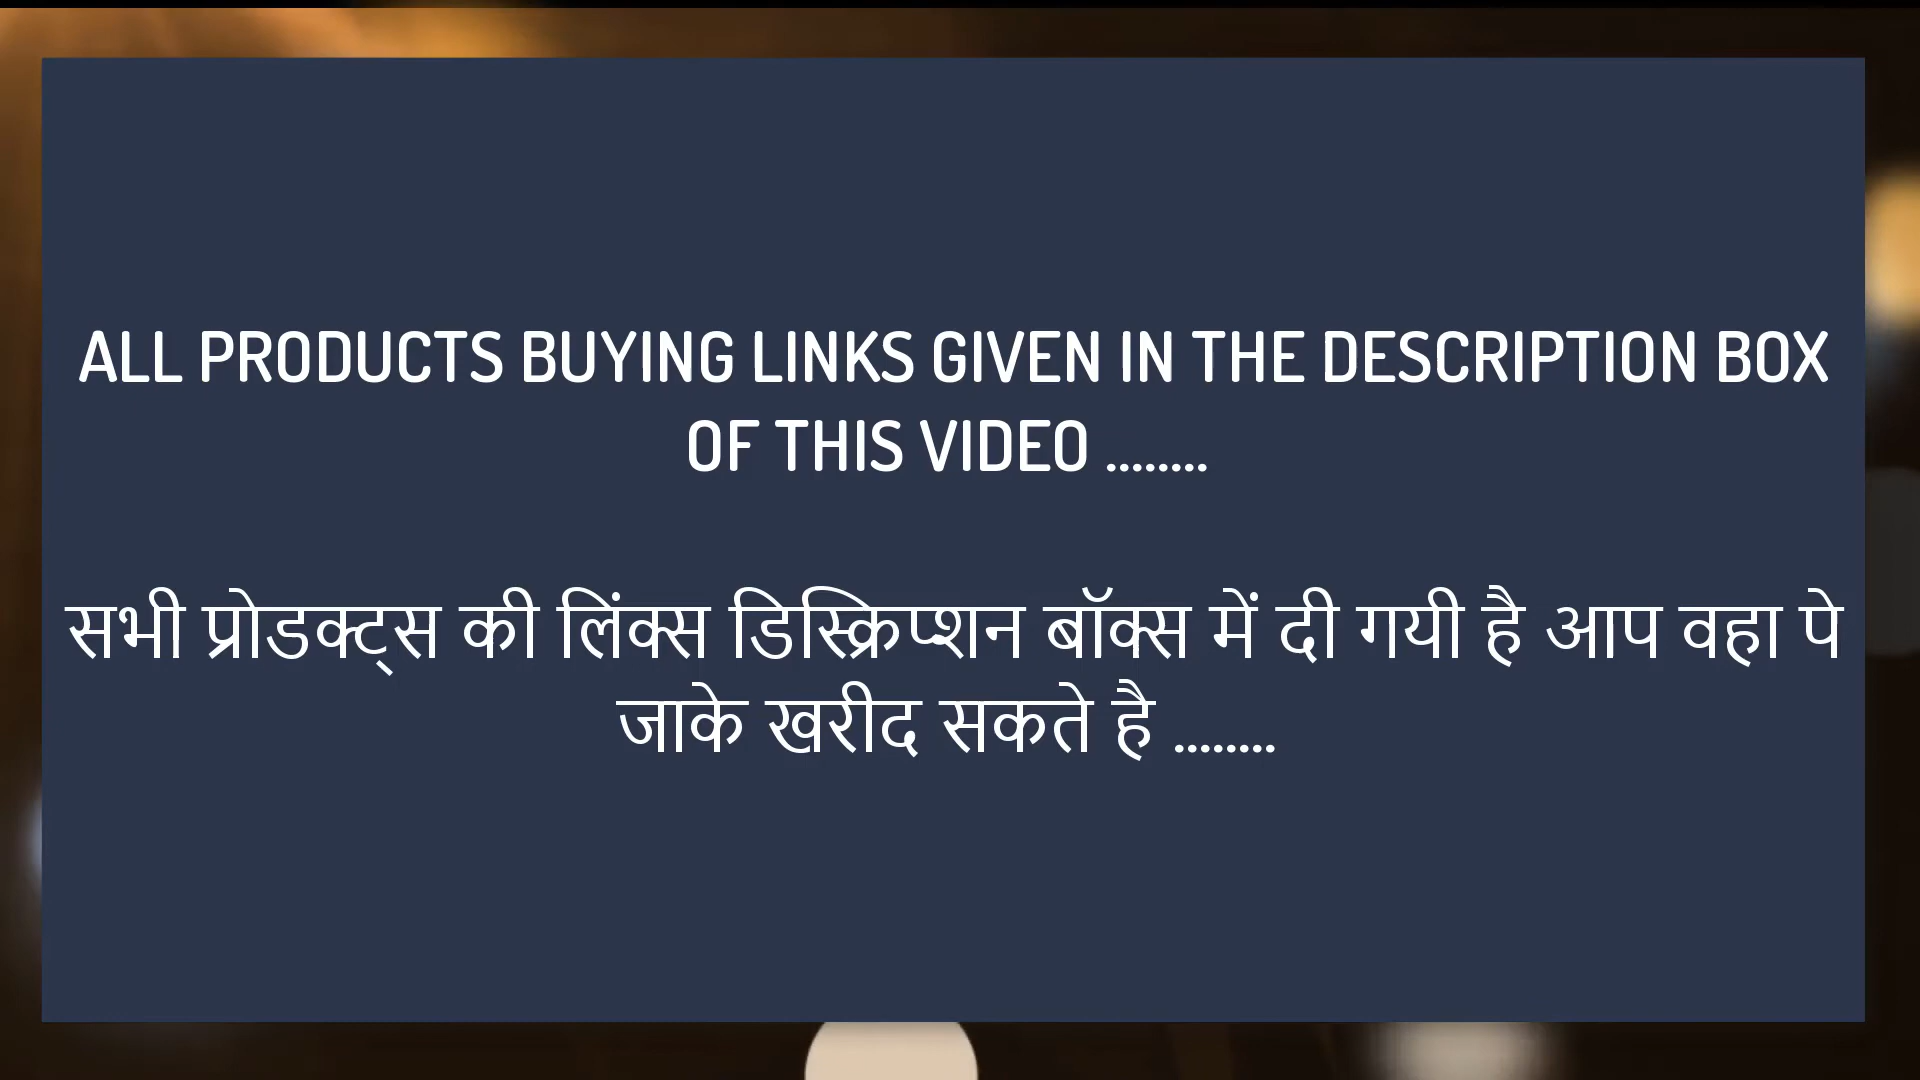 ALL PRODUCTS BUYING LINKS GIVEN IN THE DESCRIPTION BOX
OF THIS VIDEO ........
सभी प्रोडक्ट्स की लिंक्स डिस्क्रिप्शन बॉक्स में दी गयी है आप वहा पे
जाके खरीद सकते है ........